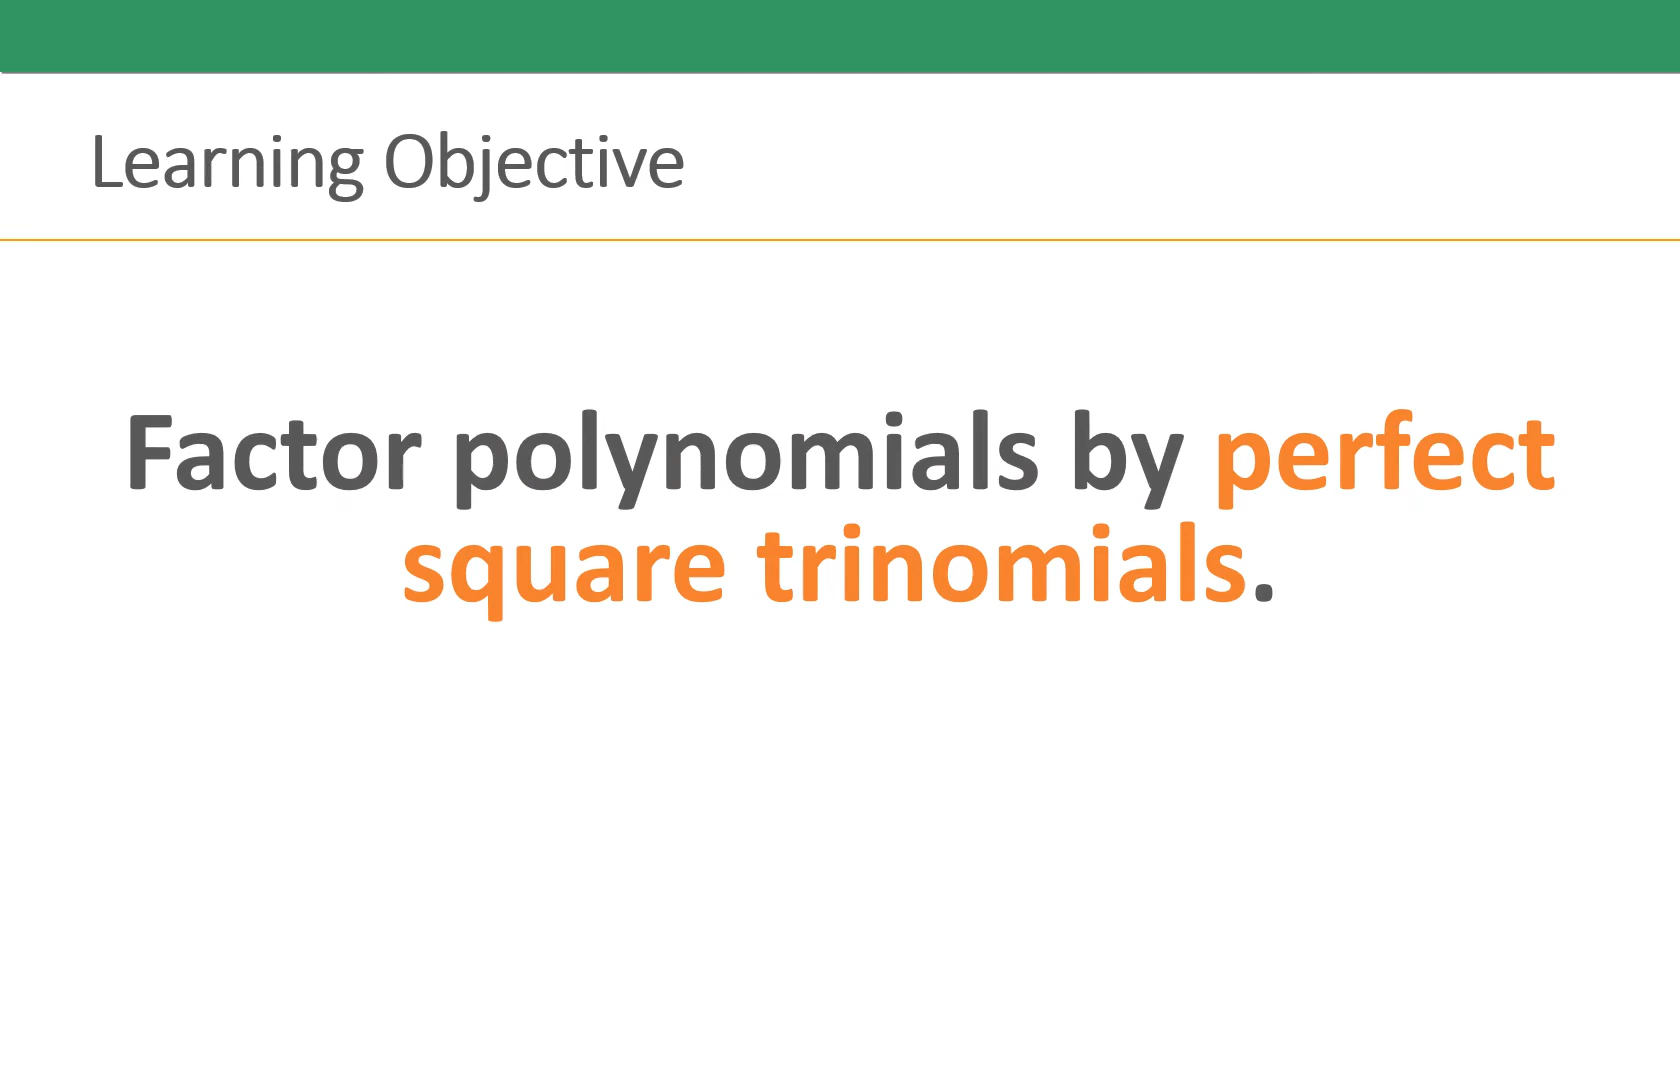 Learning Objective
Factor polynomials by perfect
square trinomials.